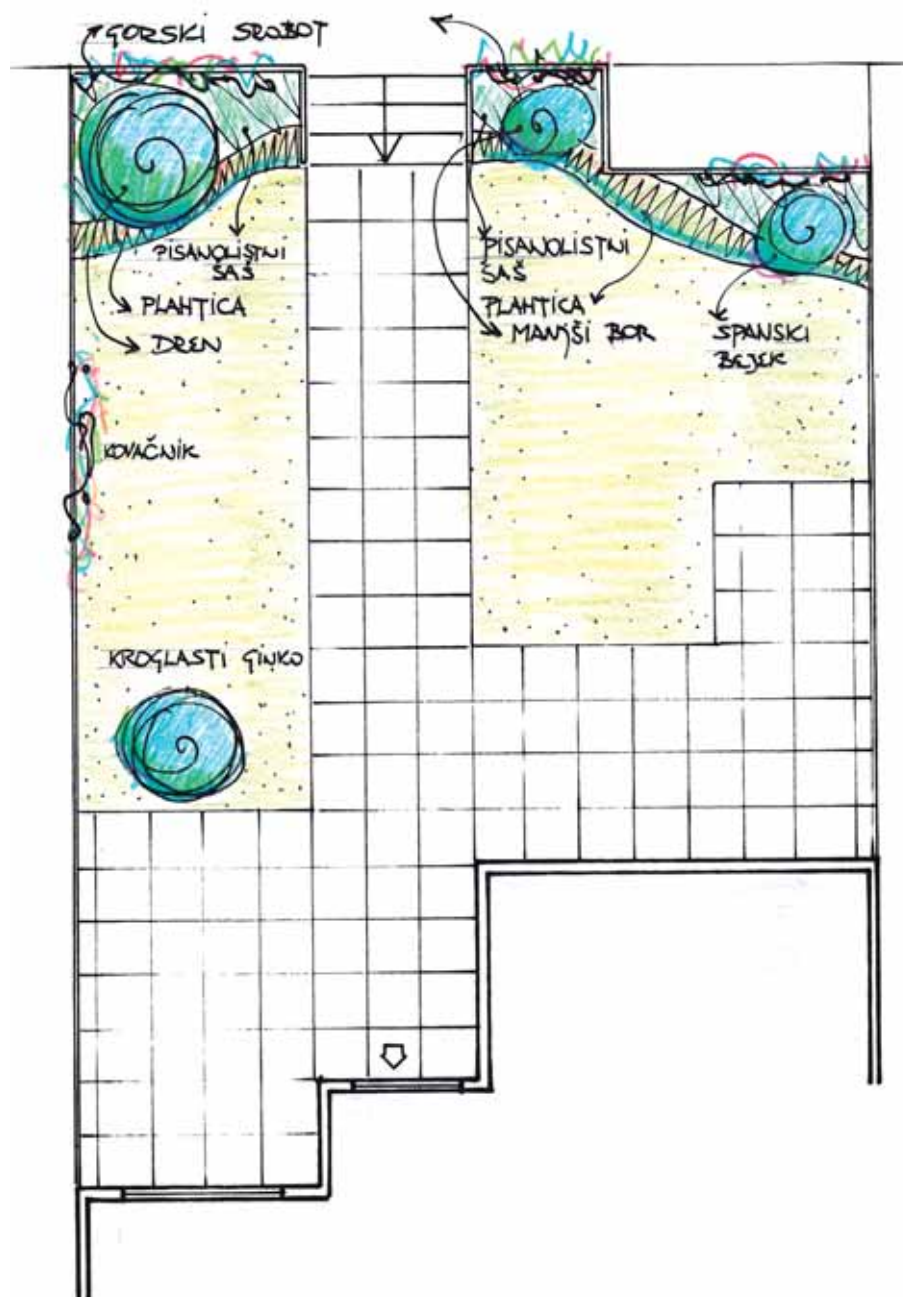 GORSKI SROBOT
PISANOLISTNI
ŠAŠ
PLAHTICA
DREN
PISANOLISTNI
ŠAŠ
PLAHTICA
MANJŠI BOR
ŠPANSKI
BEJEK
KOVAČNIK
KROGLASTI GINKO